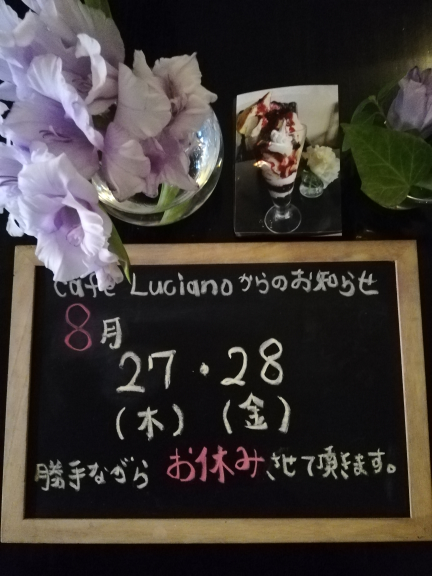 Café Lucianoからのお知らせ
8月
27・28
(木) (金)
勝手ながら お休みさせて頂きます。